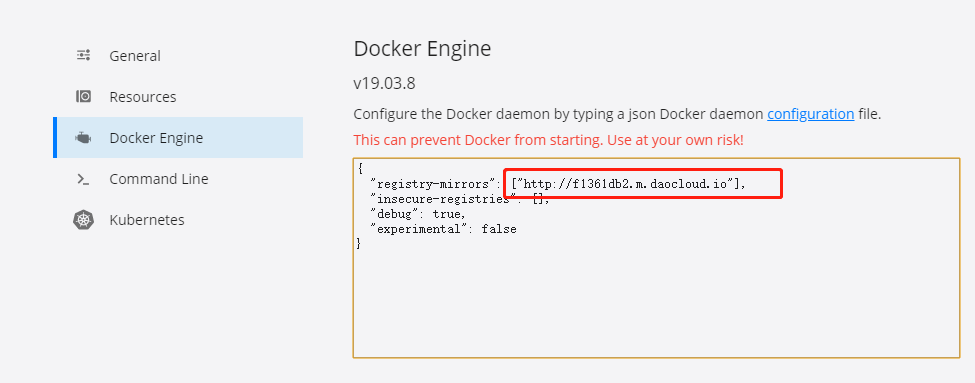 General
Resources
Docker Engine
Command Line
Kubernetes
Docker Engine
v19.03.8
Configure the Docker daemon by typing a json Docker daemon configuration file.
This can prevent Docker from starting. Use at your own risk!
{
  "registry-mirrors": ["http://f1361db2.m.daocloud.io"],
  "insecure-registries": [],
  "debug": true,
  "experimental": false
}